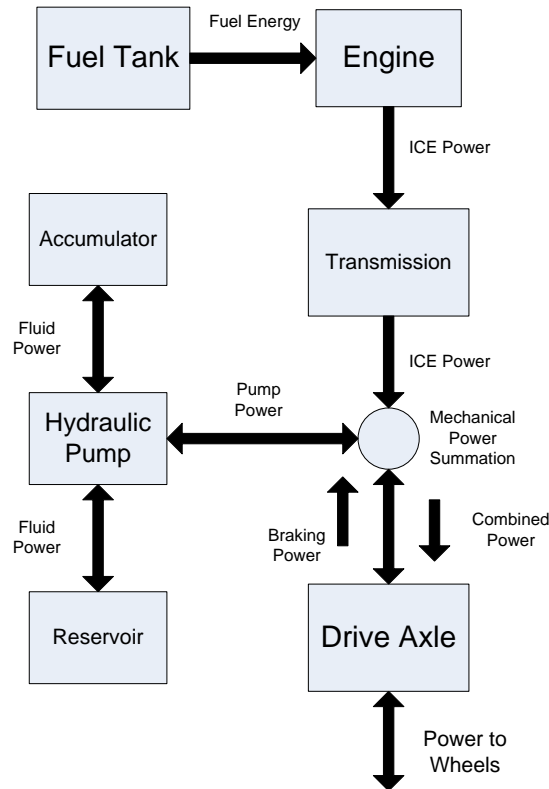 Fuel Energy
Fuel Tank
Engine
ICE Power
Accumulator
Transmission
Fluid
Power
ICE Power
Pump
Power
Hydraulic
Pump
Mechanical
Power
Summation
Fluid
Power
Braking
Power
Combined
Power
Reservoir
Drive Axle
Power to
Wheels